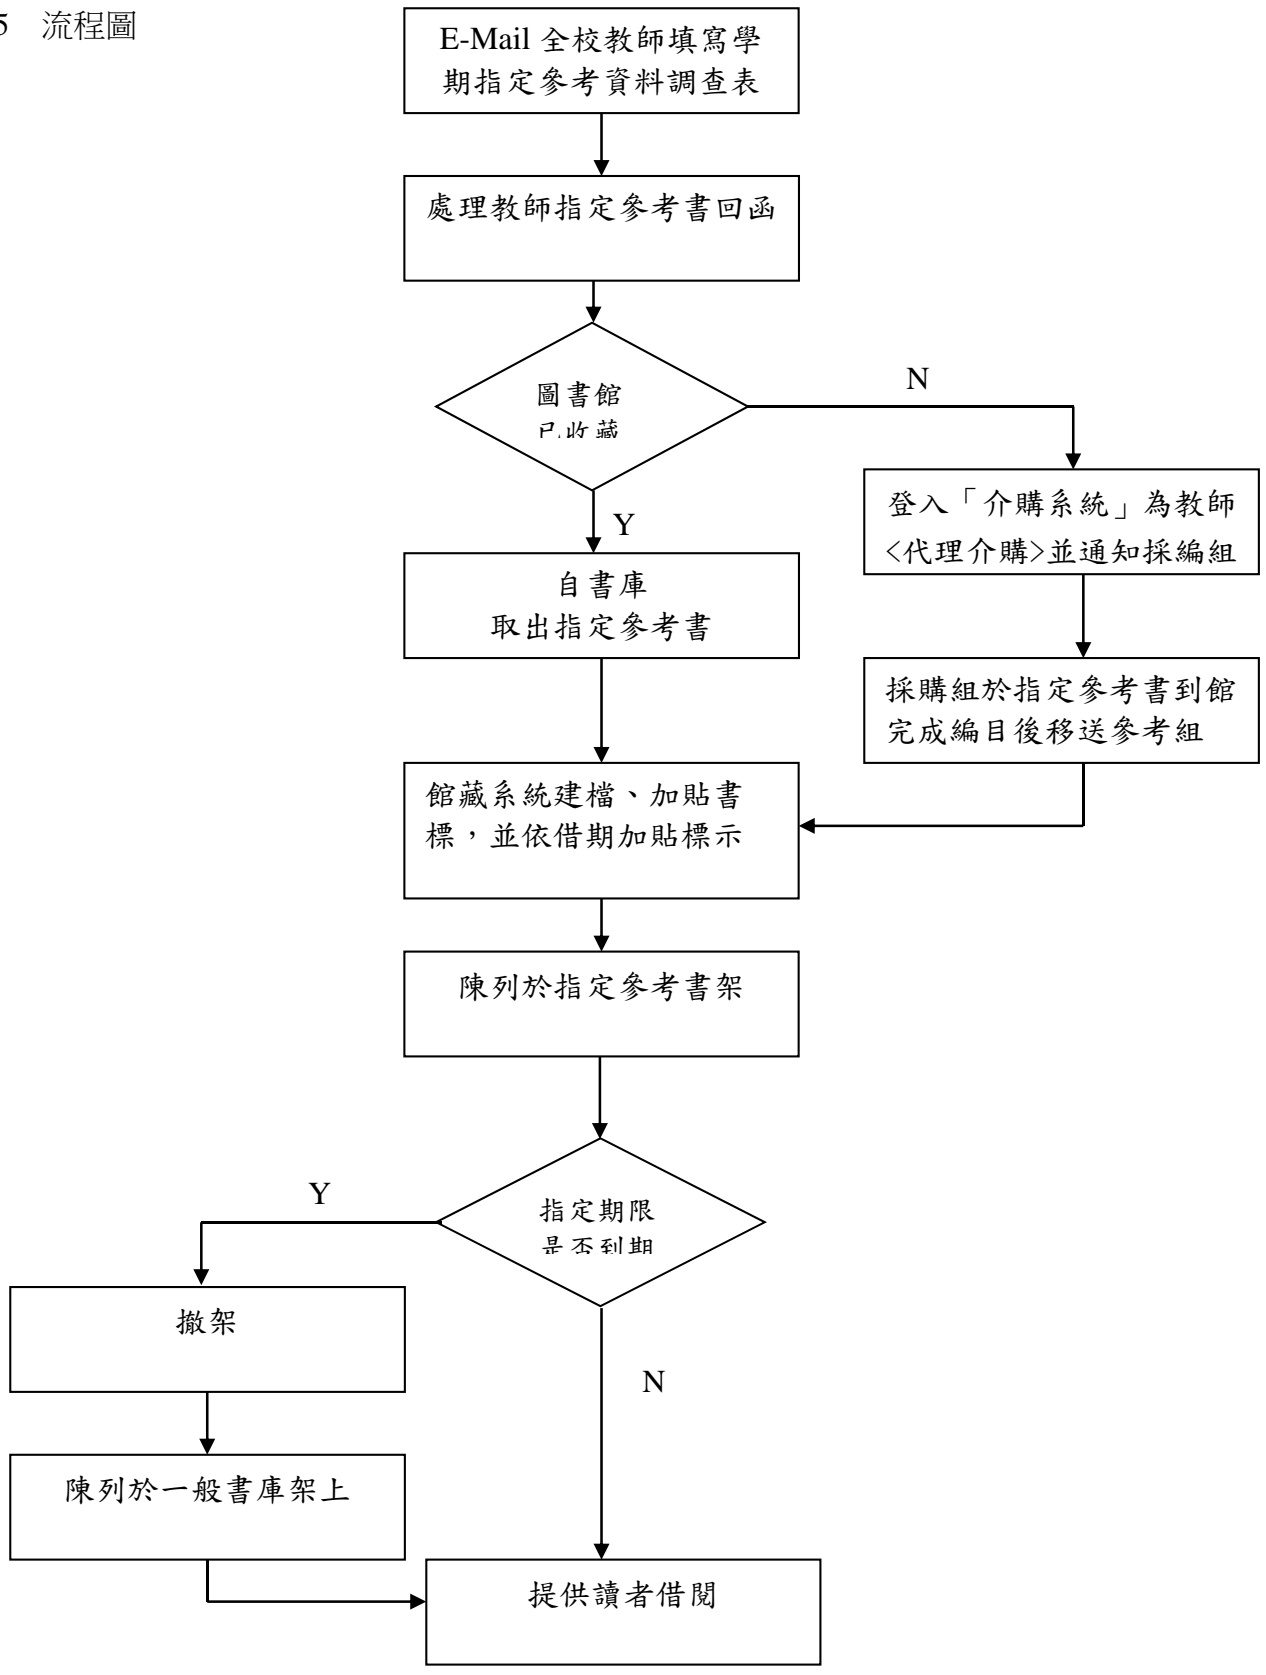 5 流程圖
E-Mail 全校教師填寫學
期指定參考資料調查表
處理教師指定參考書回函
圖書館
已收藏
N
Y
登入「介購系統」為教師
<代理介購>並通知採編組
自書庫
取出指定參考書
採購組於指定參考書到館
完成編目後移送參考組
館藏系統建檔、加貼書
標，並依借期加貼標示
陳列於指定參考書架
指定期限
是否到期
Y
N
撤架
陳列於一般書庫架上
提供讀者借閱